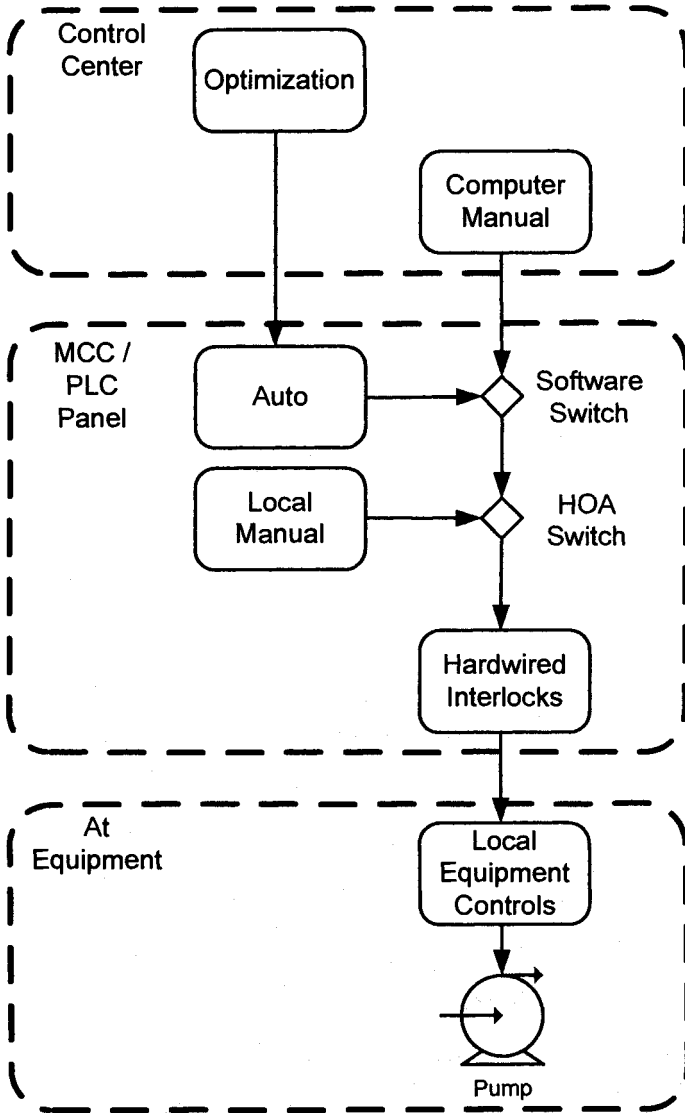 Control
Center
Optimization
Computer
Manual
MCC /
PLC
Panel
Auto
Software
Switch
Local
Manual
HOA
Switch
Hardwired
Interlocks
At
Equipment
Local
Equipment
Controls
Pump